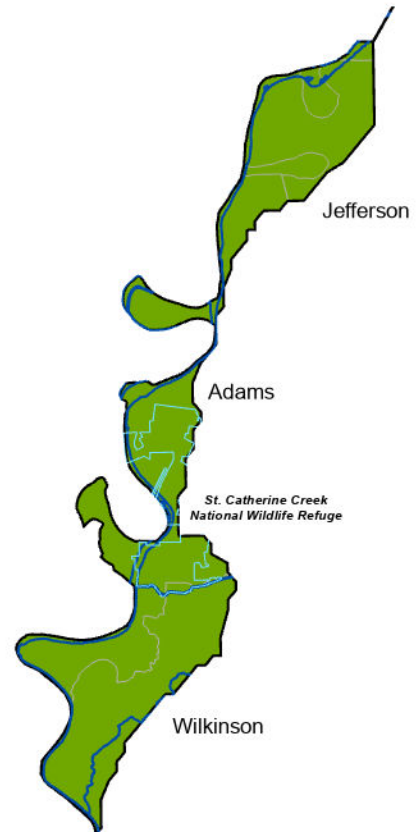 Jefferson
Adams
St. Catherine Creek
National Wildlife Refuge
Wilkinson